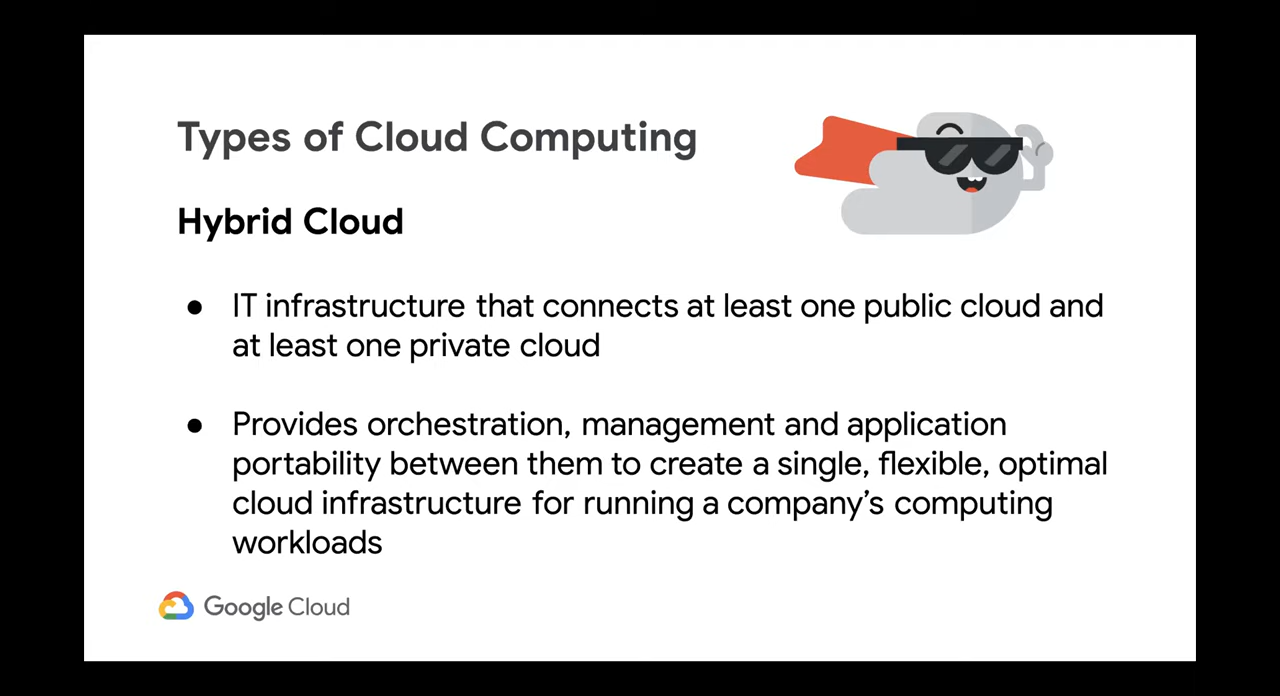 Types of Cloud Computing
Hybrid Cloud
● IT infrastructure that connects at least one public cloud and
at least one private cloud
● Provides orchestration, management and application
portability between them to create a single, flexible, optimal
cloud infrastructure for running a company’s computing
workloads
Google Cloud